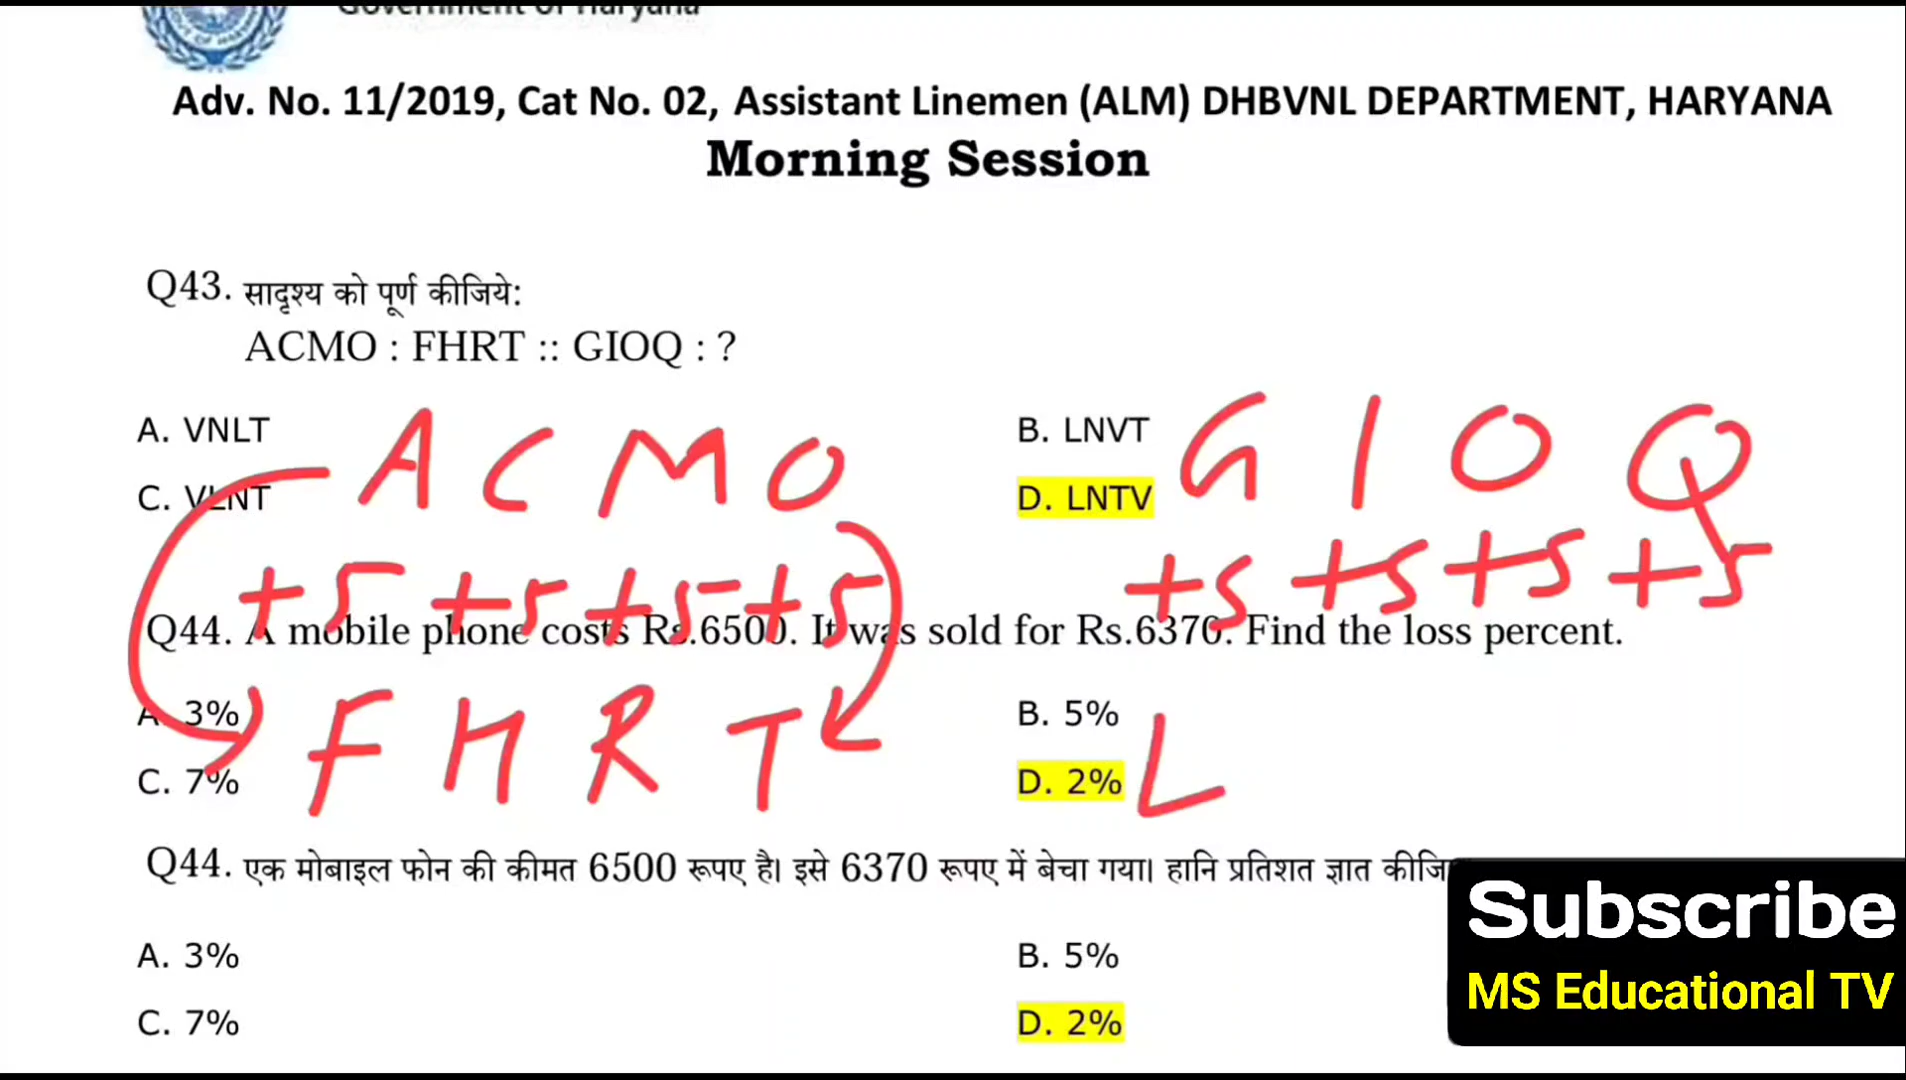 Government of Haryana
Adv. No. 11/2019, Cat No. 02, Assistant Linemen (ALM) DHBVNL DEPARTMENT, HARYANA
Morning Session
Q43. सादृश्य को पूर्ण कीजिये:
ACMO : FHRT :: GIOQ : ?
A. VNLT
B. LNVT
C. VLNT
D. LNTV
A C M O
G I O Q
+5 +5 +5 +5
+5 +5 +5 +5
Q44. A mobile phone costs Rs.6500. It was sold for Rs.6370. Find the loss percent.
A. 3%
B. 5%
C. 7%
D. 2%
F H R T
L
Q44. एक मोबाइल फोन की कीमत 6500 रूपए है। इसे 6370 रूपए में बेचा गया। हानि प्रतिशत ज्ञात कीजि
A. 3%
B. 5%
C. 7%
D. 2%
Subscribe
MS Educational TV